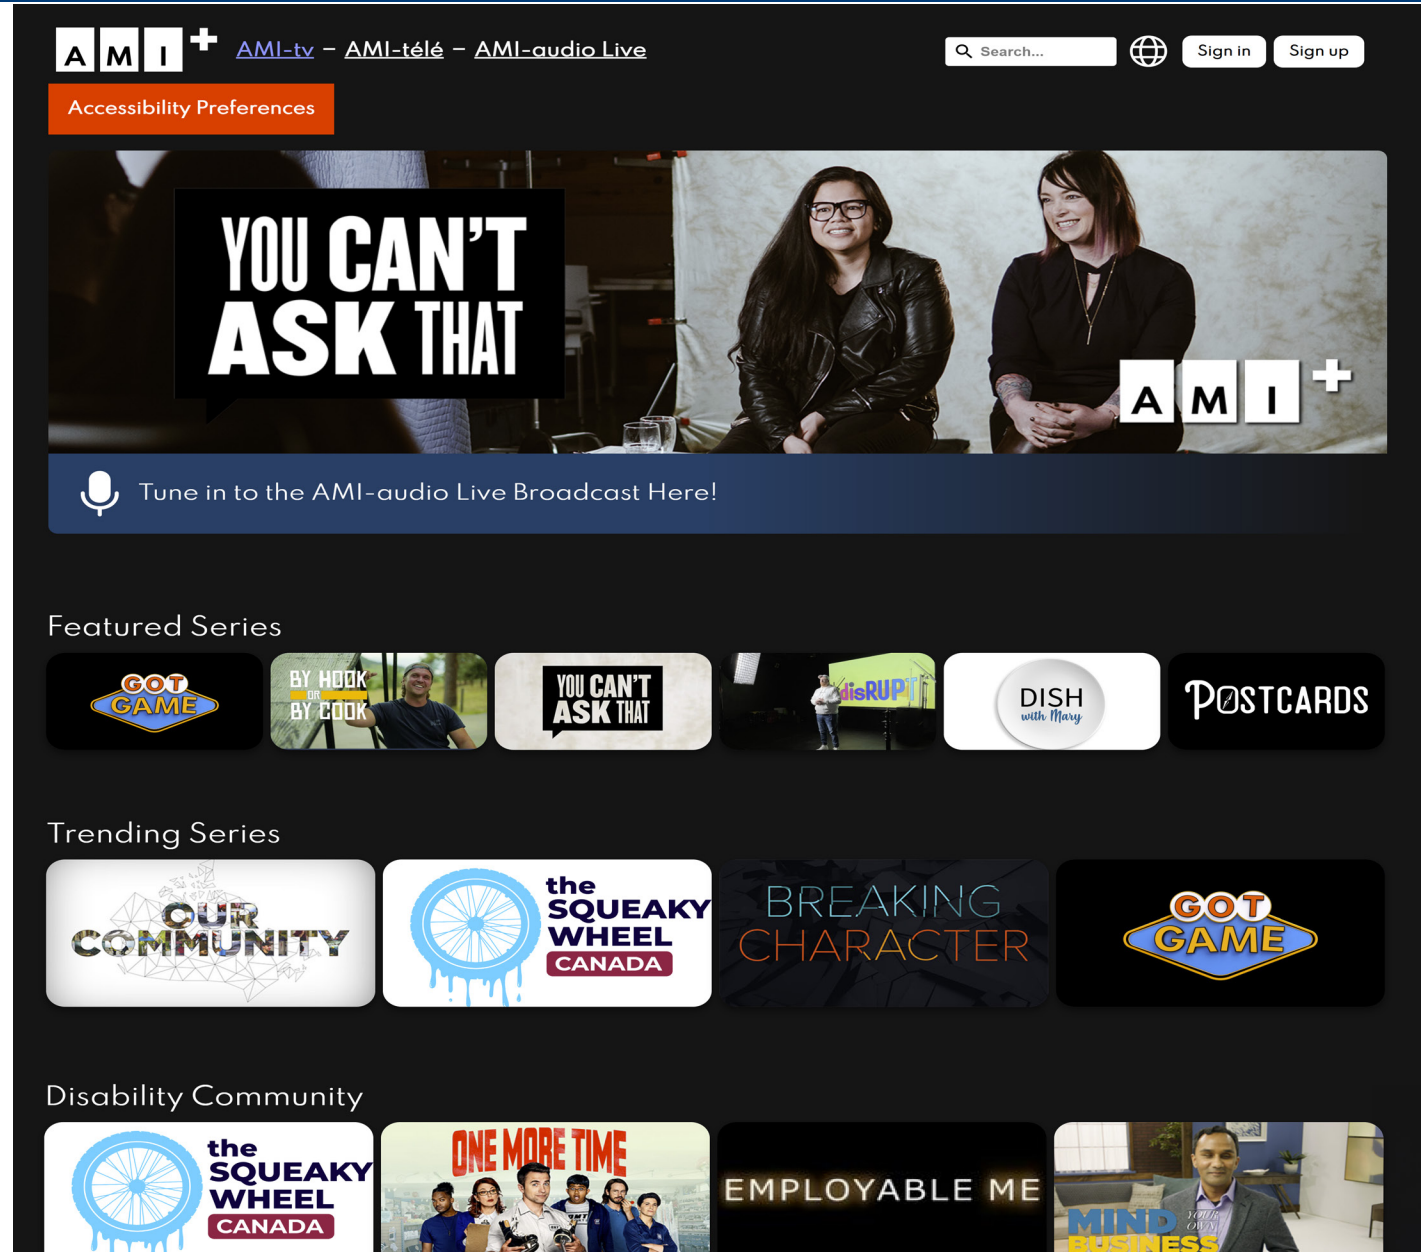 AMI+ AMI-tv – AMI-télé – AMI-audio Live Search... Sign in Sign up
Accessibility Preferences
YOU CAN'T
ASK THAT
AMI+
Tune in to the AMI-audio Live Broadcast Here!
Featured Series
GOT
GAME
BY HOOK
OR
BY COOK
YOU CAN'T
ASK THAT
disRUPT
DISH
with Mary
POSTCARDS
Trending Series
OUR
COMMUNITY
the
SQUEAKY
WHEEL
CANADA
BREAKING
CHARACTER
GOT
GAME
Disability Community
the
SQUEAKY
WHEEL
CANADA
ONE MORE TIME
EMPLOYABLE ME
MIND YOUR
OWN
BUSINESS